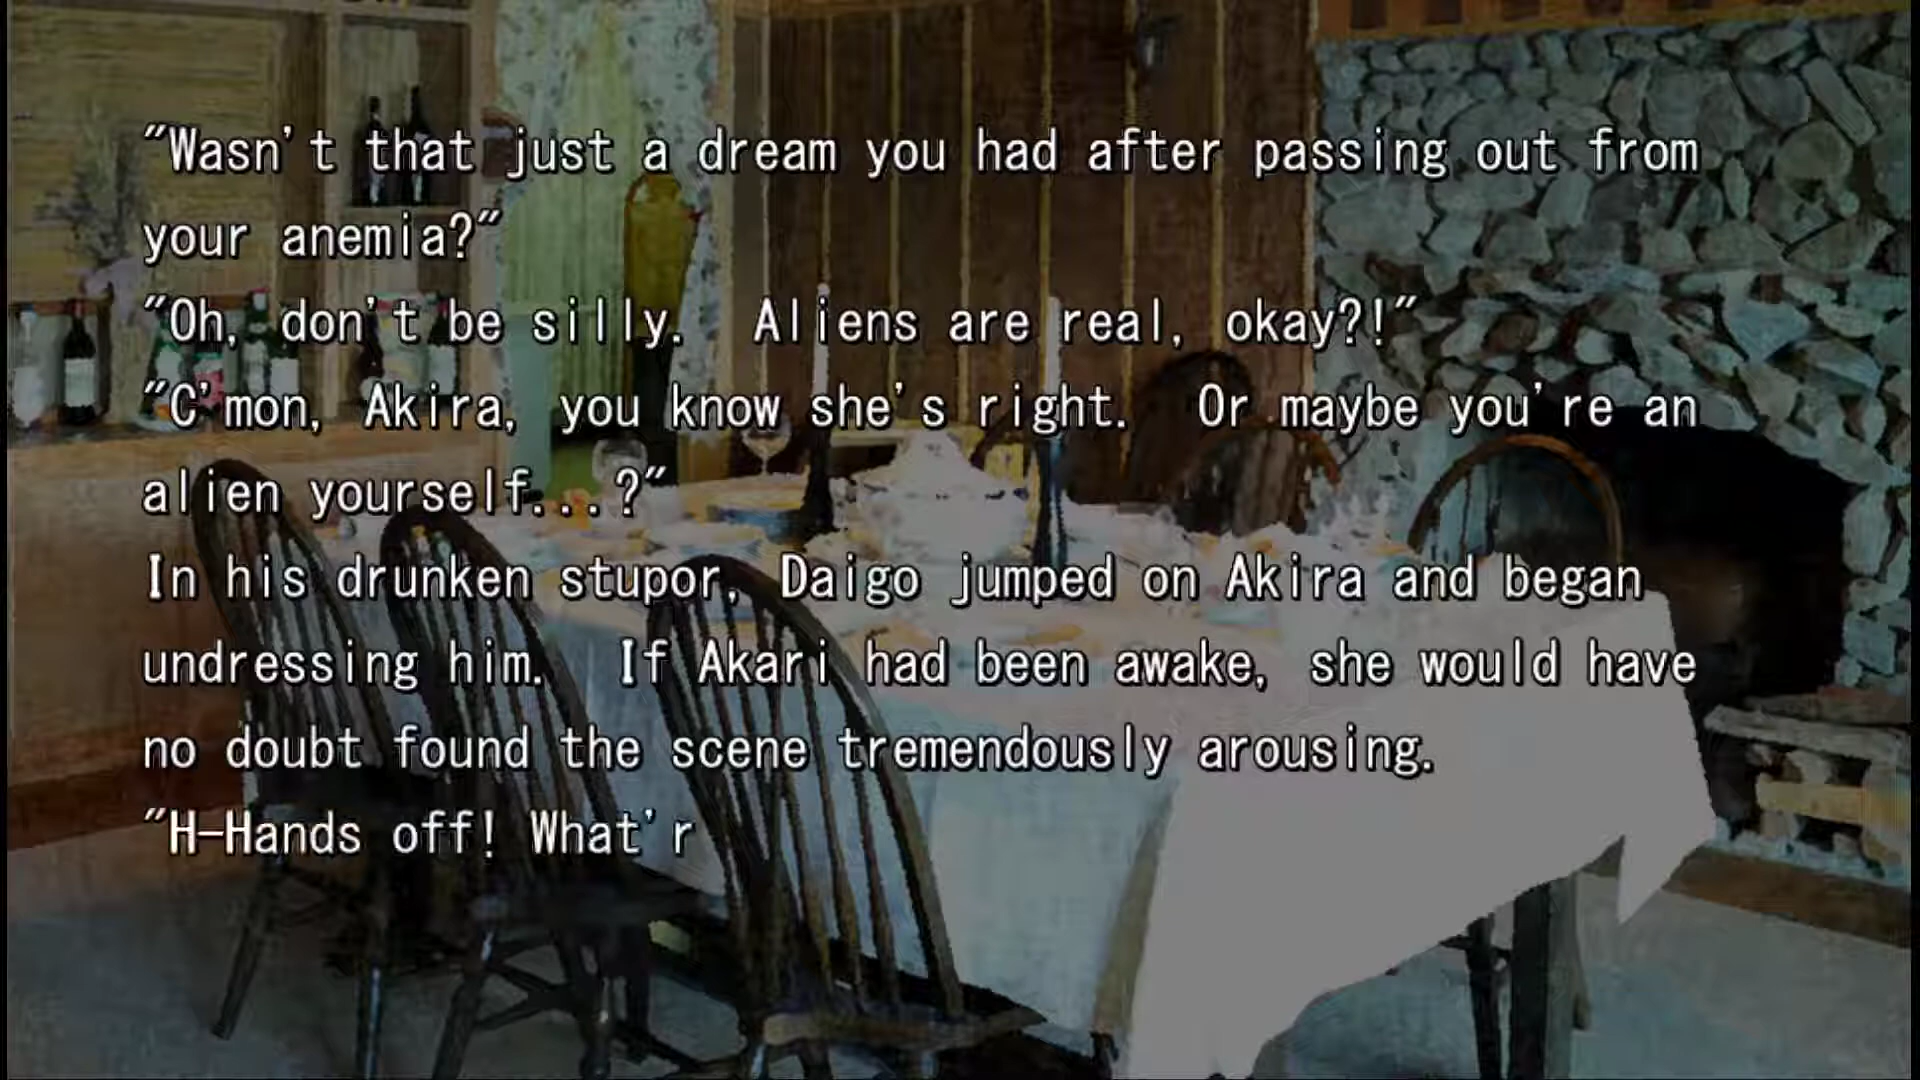 "Wasn't that just a dream you had after passing out from
your anemia?"
"Oh, don't be silly.  Aliens are real, okay?!"
"C'mon, Akira, you know she's right.  Or maybe you're an
alien yourself...?"
In his drunken stupor, Daigo jumped on Akira and began
undressing him.  If Akari had been awake, she would have
no doubt found the scene tremendously arousing.
"H-Hands off! What'r